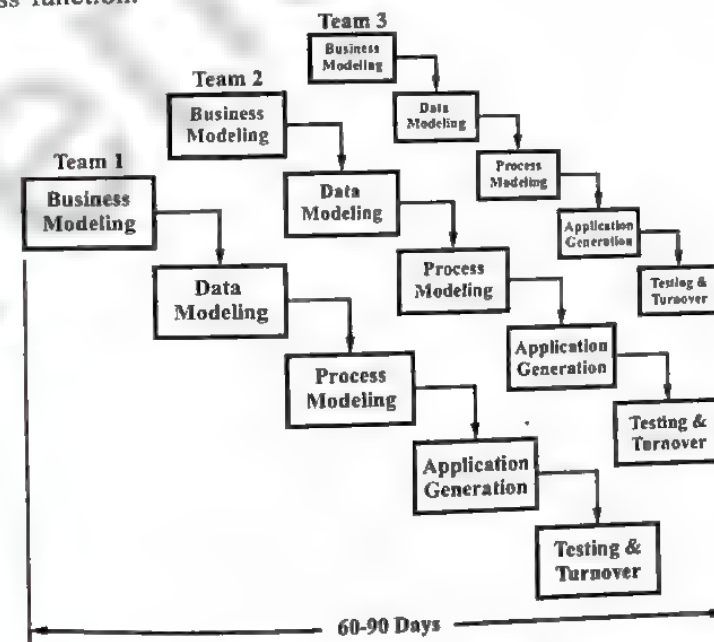 function.
Team 3
Business
Modeling
Data
Modeling
Process
Modeling
Application
Generation
Testing &
Turnover
Team 2
Business
Modeling
Data
Modeling
Process
Modeling
Application
Generation
Testing &
Turnover
Team 1
Business
Modeling
Data
Modeling
Process
Modeling
Application
Generation
Testing &
Turnover
60-90 Days